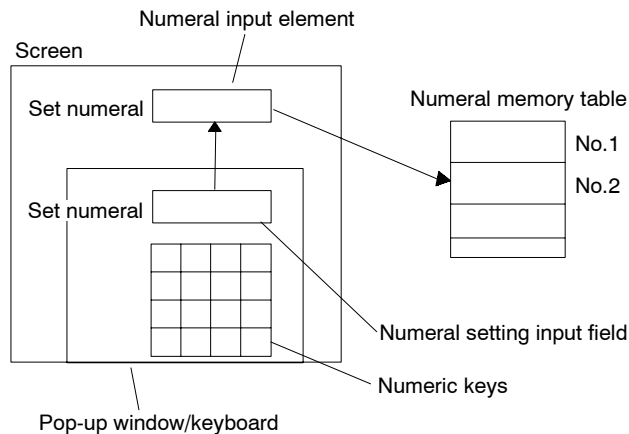 Numeral input element
Screen
Numeral memory table
Set numeral
No.1
No.2
Set numeral
Numeral setting input field
Numeric keys
Pop-up window/keyboard